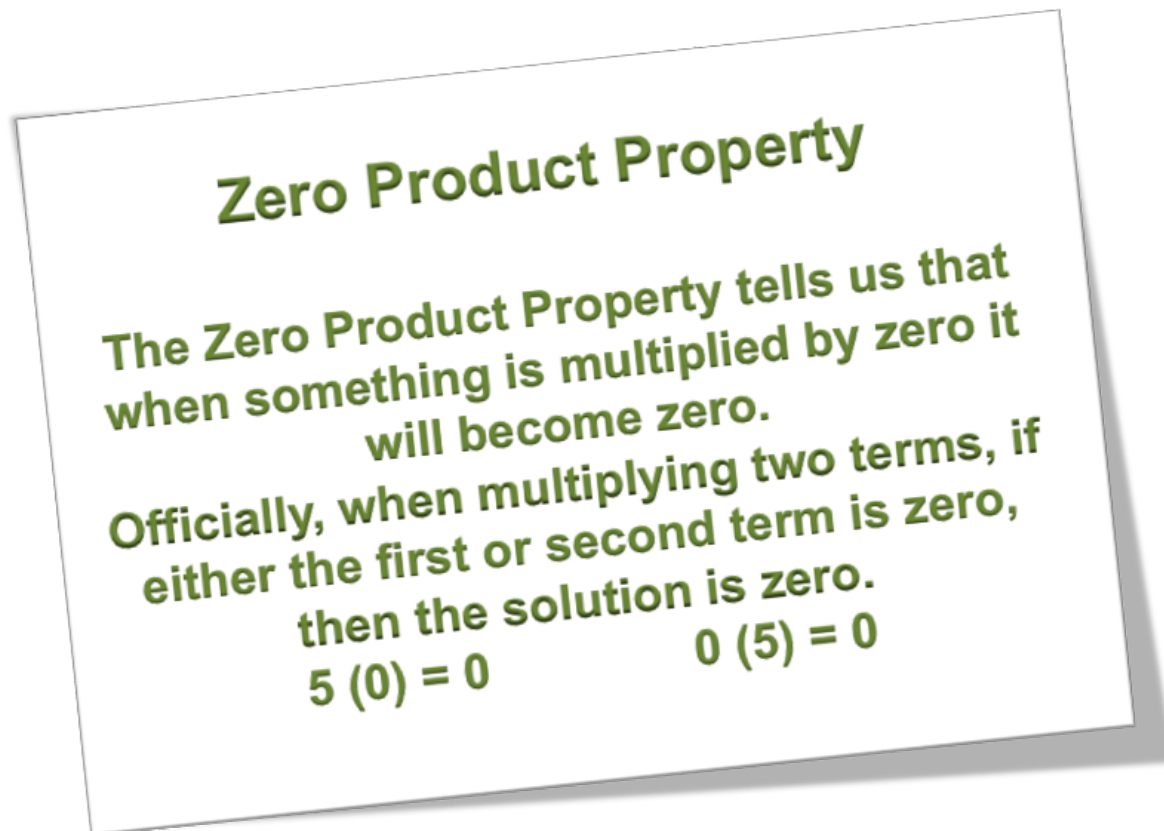 Zero Product Property
The Zero Product Property tells us that
when something is multiplied by zero it
will become zero.
Officially, when multiplying two terms, if
either the first or second term is zero,
then the solution is zero.
5 (0) = 0 0 (5) = 0